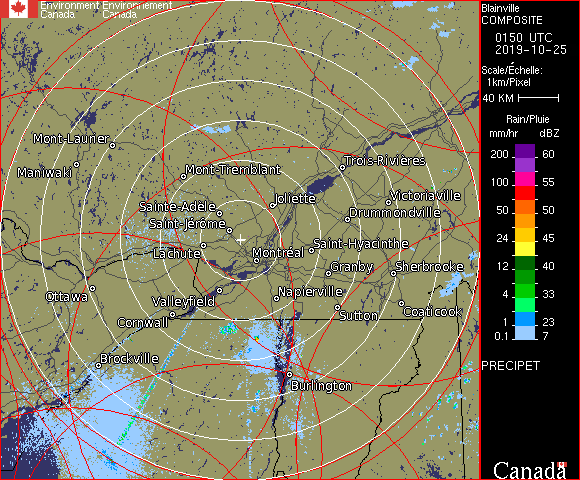 Environment Environnement
Canada Canada
Blainville
COMPOSITE
0150 UTC
2019-10-25
Scale/Échelle:
1km/Pixel
40 KM
Rain/Pluie
mm/hr dBZ
200 60
100 55
50 50
24 45
12 40
4 33
1 23
0.1 7
PRECIPET
Canada
Mont-Laurier
Maniwaki
Mont-Tremblant
Trois-Rivières
Joliette
Victoriaville
Sainte-Adèle
Drummondville
Saint-Jérôme
Lachute
Saint-Hyacinthe
Montréal
Granby
Sherbrooke
Ottawa
Valleyfield
Napierville
Coaticook
Cornwall
Sutton
Brockville
Burlington